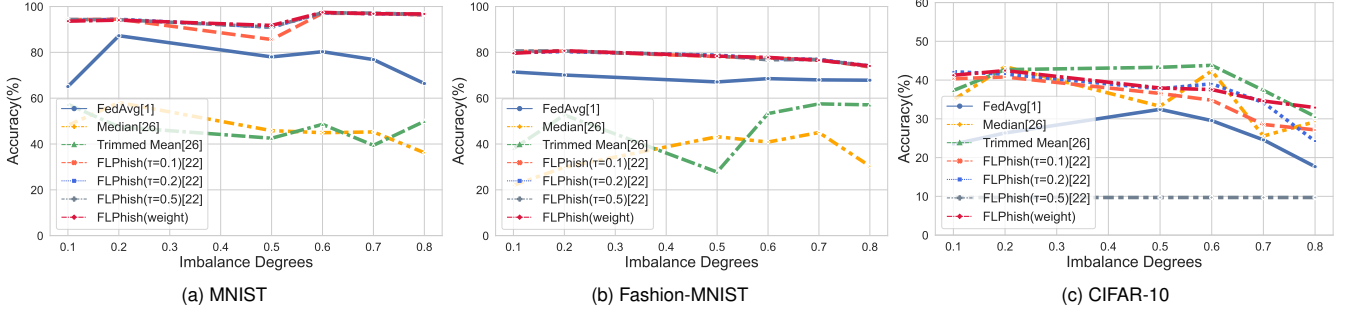 100
80
60
40
20
0
Accuracy(%)
FedAvg[1]
Median[26]
Trimmed Mean[26]
FLPhish(τ=0.1)[22]
FLPhish(τ=0.2)[22]
FLPhish(τ=0.5)[22]
FLPhish(weight)
0.1 0.2 0.3 0.4 0.5 0.6 0.7 0.8
Imbalance Degrees
(a) MNIST
100
80
60
40
20
0
Accuracy(%)
FedAvg[1]
Median[26]
Trimmed Mean[26]
FLPhish(τ=0.1)[22]
FLPhish(τ=0.2)[22]
FLPhish(τ=0.5)[22]
FLPhish(weight)
0.1 0.2 0.3 0.4 0.5 0.6 0.7 0.8
Imbalance Degrees
(b) Fashion-MNIST
60
50
40
30
20
10
0
Accuracy(%)
FedAvg[1]
Median[26]
Trimmed Mean[26]
FLPhish(τ=0.1)[22]
FLPhish(τ=0.2)[22]
FLPhish(τ=0.5)[22]
FLPhish(weight)
0.1 0.2 0.3 0.4 0.5 0.6 0.7 0.8
Imbalance Degrees
(c) CIFAR-10